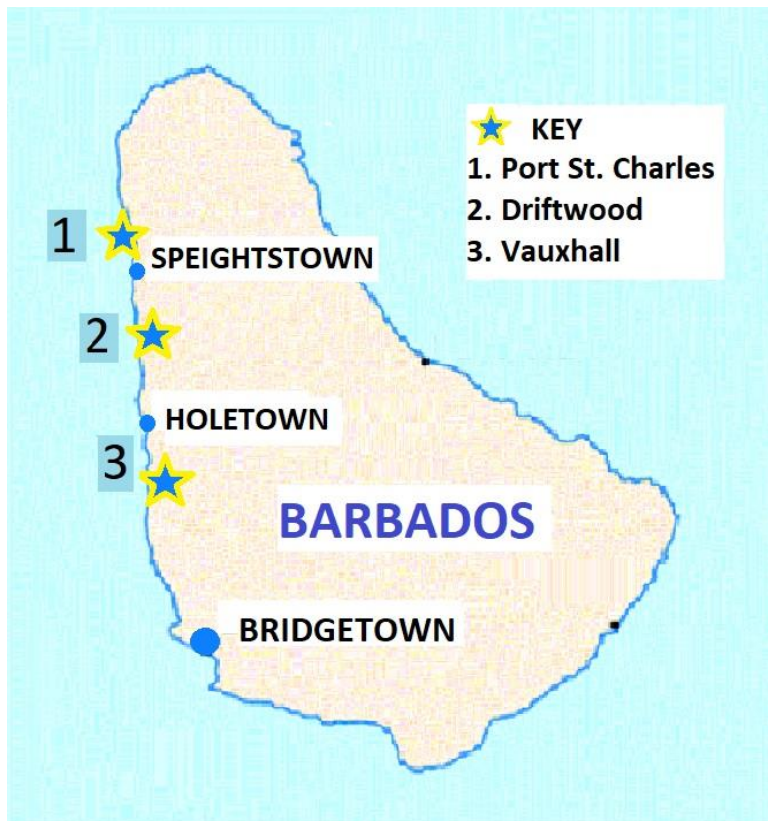 KEY
1. Port St. Charles
2. Driftwood
3. Vauxhall
1
SPEIGHTSTOWN
2
HOLETOWN
3
BARBADOS
BRIDGETOWN